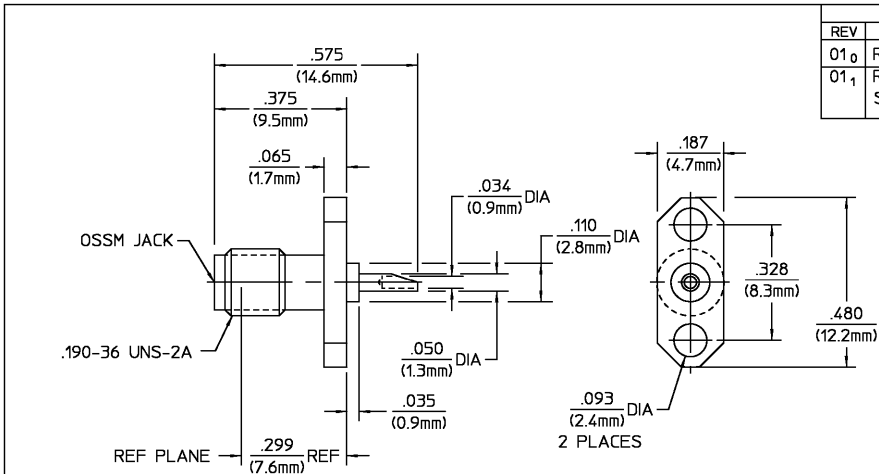 REV
01₀ R
01₁ R
S
.575
(14.6mm)
.375
(9.5mm)
.065
(1.7mm)
.034 DIA
(0.9mm)
.110 DIA
(2.8mm)
OSSM JACK
.190-36 UNS-2A
.050 DIA
(1.3mm)
.035
(0.9mm)
REF PLANE .299 REF
(7.6mm)
.187
(4.7mm)
.328
(8.3mm)
.480
(12.2mm)
.093 DIA
(2.4mm)
2 PLACES